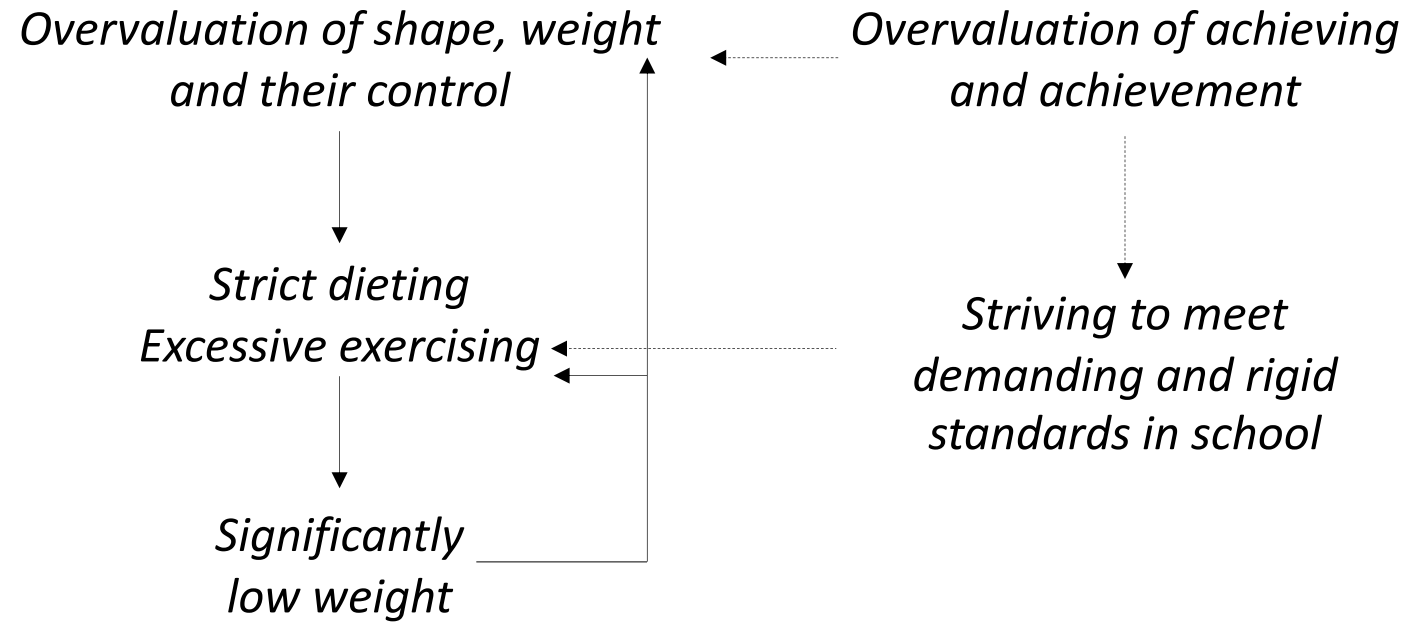 Overvaluation of shape, weight
and their control
Overvaluation of achieving
and achievement
Strict dieting
Excessive exercising
Striving to meet
demanding and rigid
standards in school
Significantly
low weight